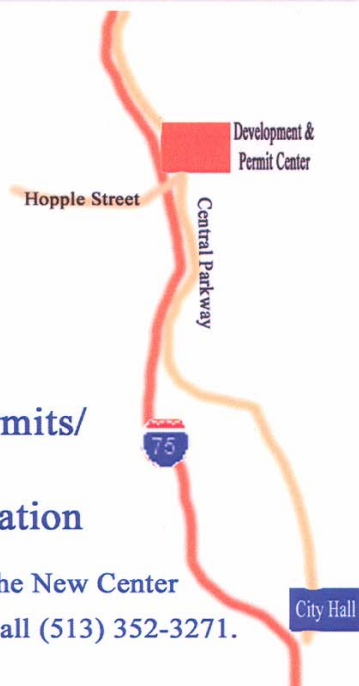 Development &
Permit Center
Hopple Street
Central Parkway
mits/
75
ation
he New Center
City Hall
all (513) 352-3271.